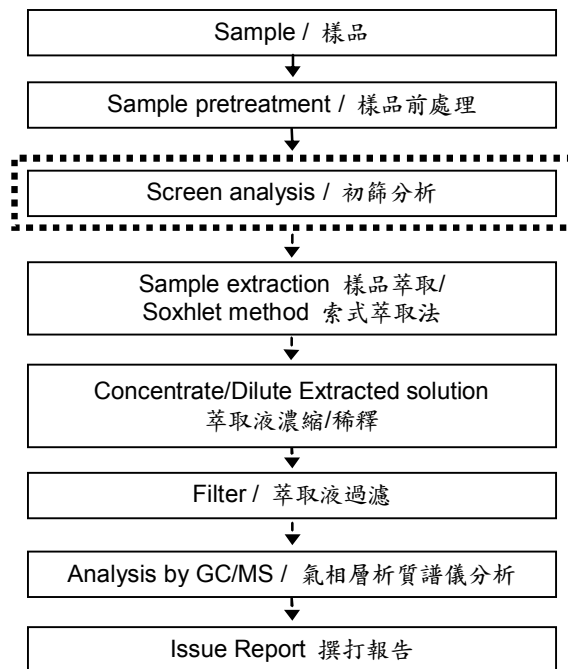 Sample / 樣品
Sample pretreatment / 樣品前處理
Screen analysis / 初篩分析
Sample extraction 樣品萃取/
Soxhlet method 索式萃取法
Concentrate/Dilute Extracted solution
萃取液濃縮/稀釋
Filter / 萃取液過濾
Analysis by GC/MS / 氣相層析質譜儀分析
Issue Report 撰打報告